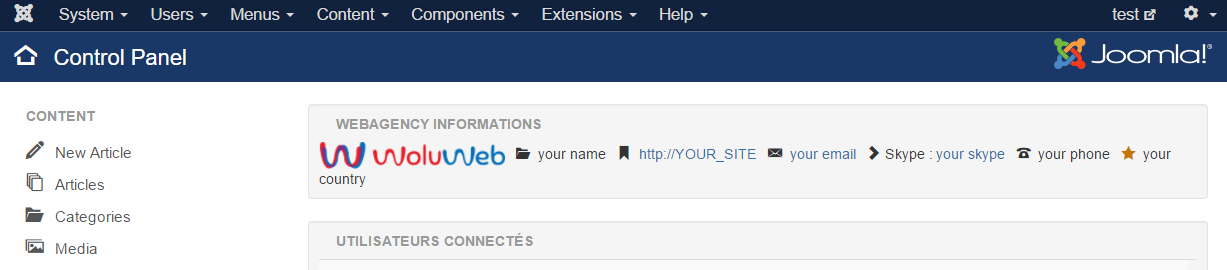 System Users Menus Content Components Extensions Help test
Control Panel Joomla!®
CONTENT
New Article
Articles
Categories
Media
WEBAGENCY INFORMATIONS
WoluWeb your name http://YOUR_SITE your email Skype : your skype your phone your
country
UTILISATEURS CONNECTÉS